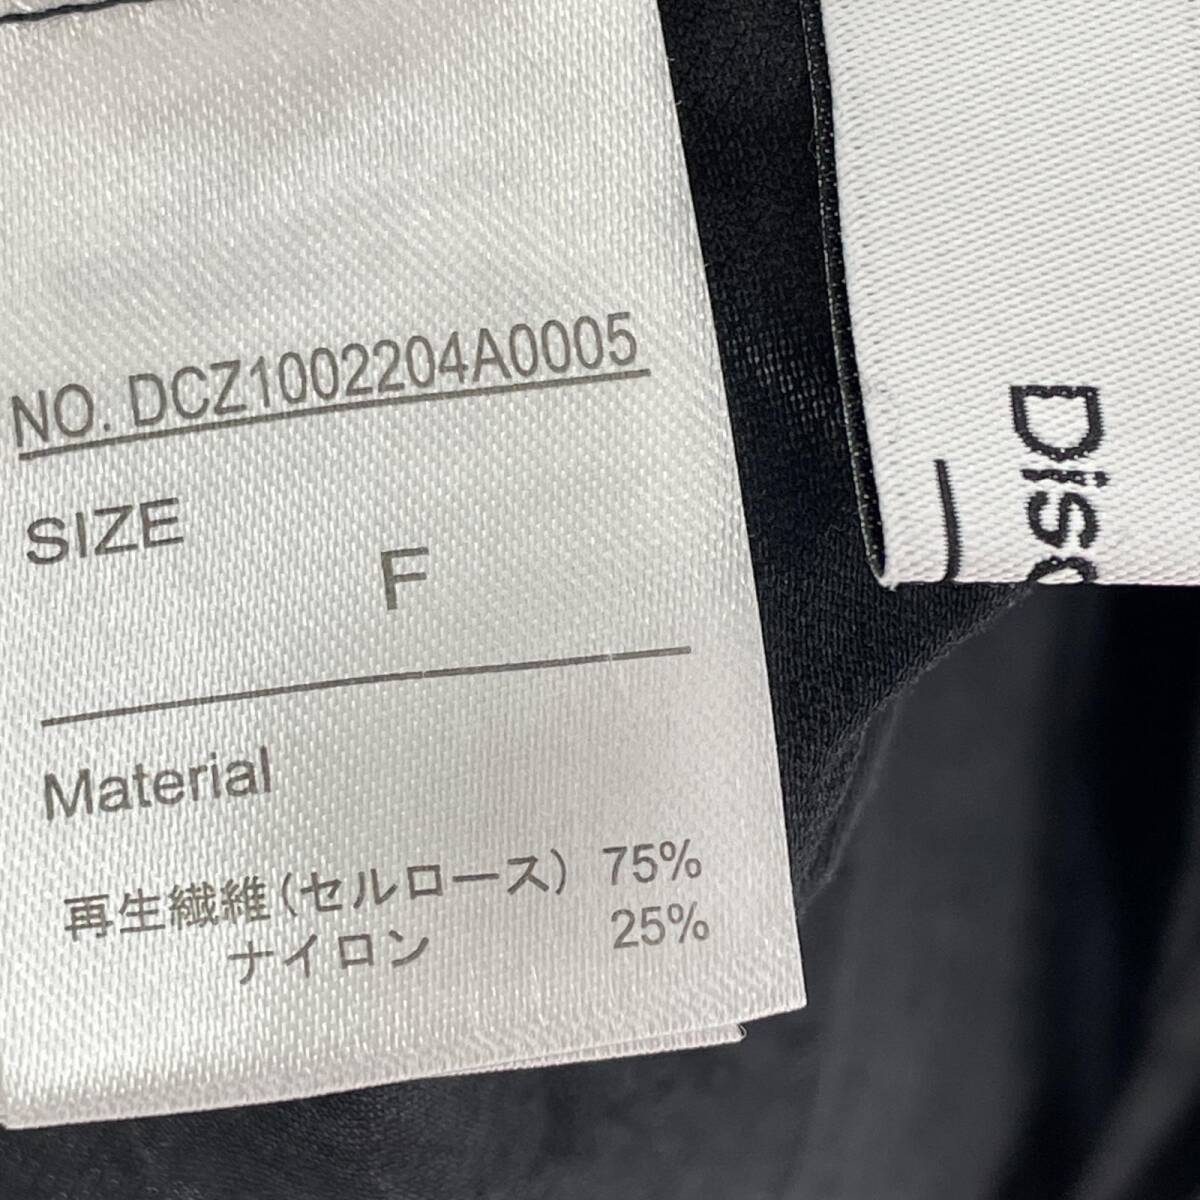 NO. DCZ1002204A0005
SIZE
F
Material
再生繊維(セルロース) 75%
ナイロン 25%